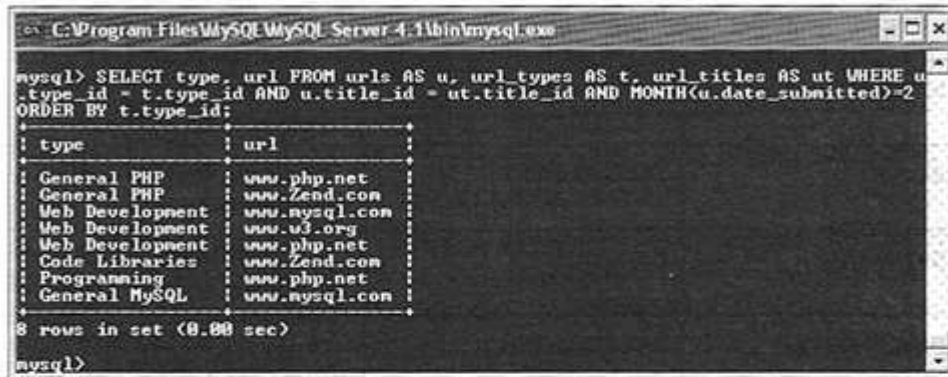 C:\Program Files\MySQL\MySQL Server 4.1\bin\mysql.exe
mysql> SELECT type, url FROM urls AS u, url_types AS t, url_titles AS ut WHERE u
.type_id = t.type_id AND u.title_id = ut.title_id AND MONTH(u.date_submitted)=2
ORDER BY t.type_id;
| type | url |
| General PHP | www.php.net |
| General PHP | www.Zend.com |
| Web Development | www.mysql.com |
| Web Development | www.w3.org |
| Web Development | www.php.net |
| Code Libraries | www.Zend.com |
| Programming | www.php.net |
| General MySQL | www.mysql.com |
8 rows in set (0.00 sec)
mysql>